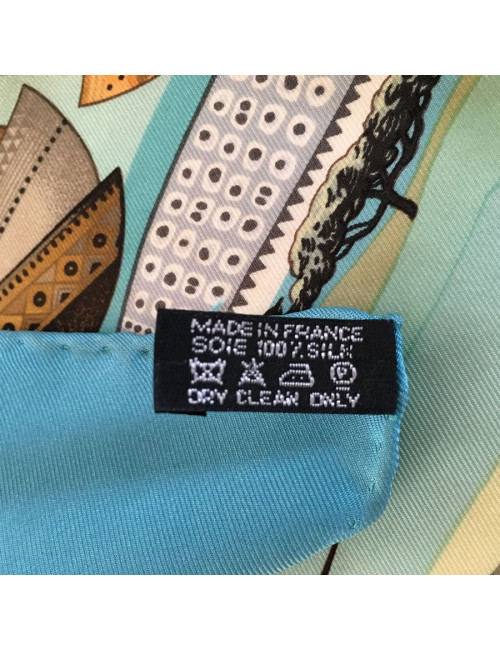 MADE IN FRANCE
SOIE 100% SILK
P
DRY CLEAN ONLY